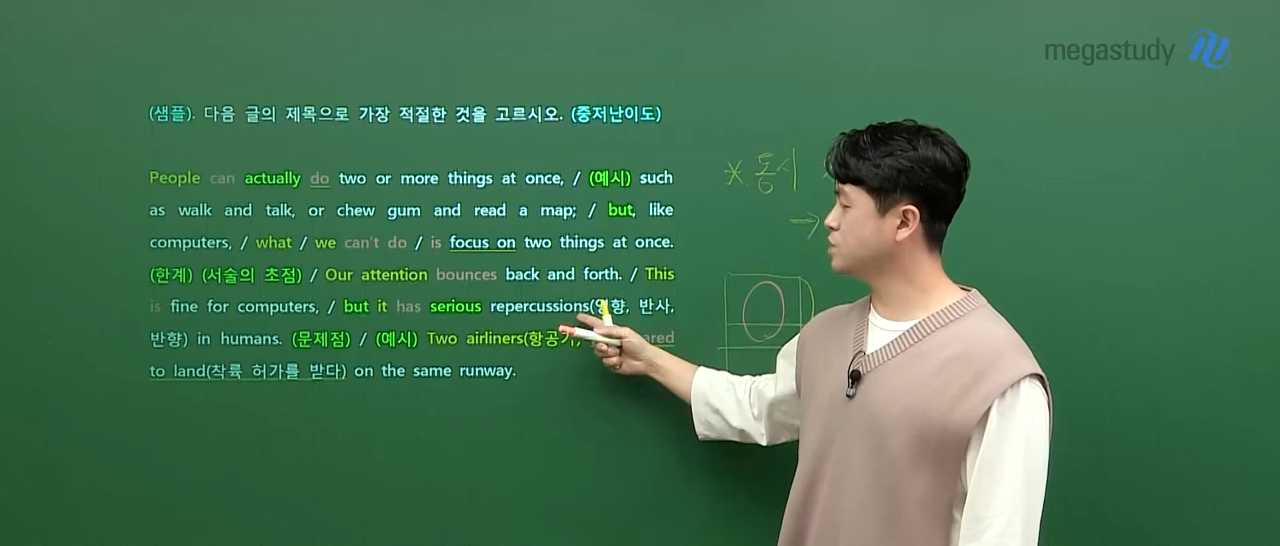 megastudy
(샘플). 다음 글의 제목으로 가장 적절한 것을 고르시오. (중저난이도)
People can actually do two or more things at once, / (예시) such
as walk and talk, or chew gum and read a map; / but, like
computers, / what / we can't do / is focus on two things at once.
(한계) (서술의 초점) / Our attention bounces back and forth. / This
is fine for computers, / but it has serious repercussions(영향, 반사,
반향) in humans. (문제점) / (예시) Two airliners(항공기)
to land(착륙 허가를 받다) on the same runway.
*동시
→